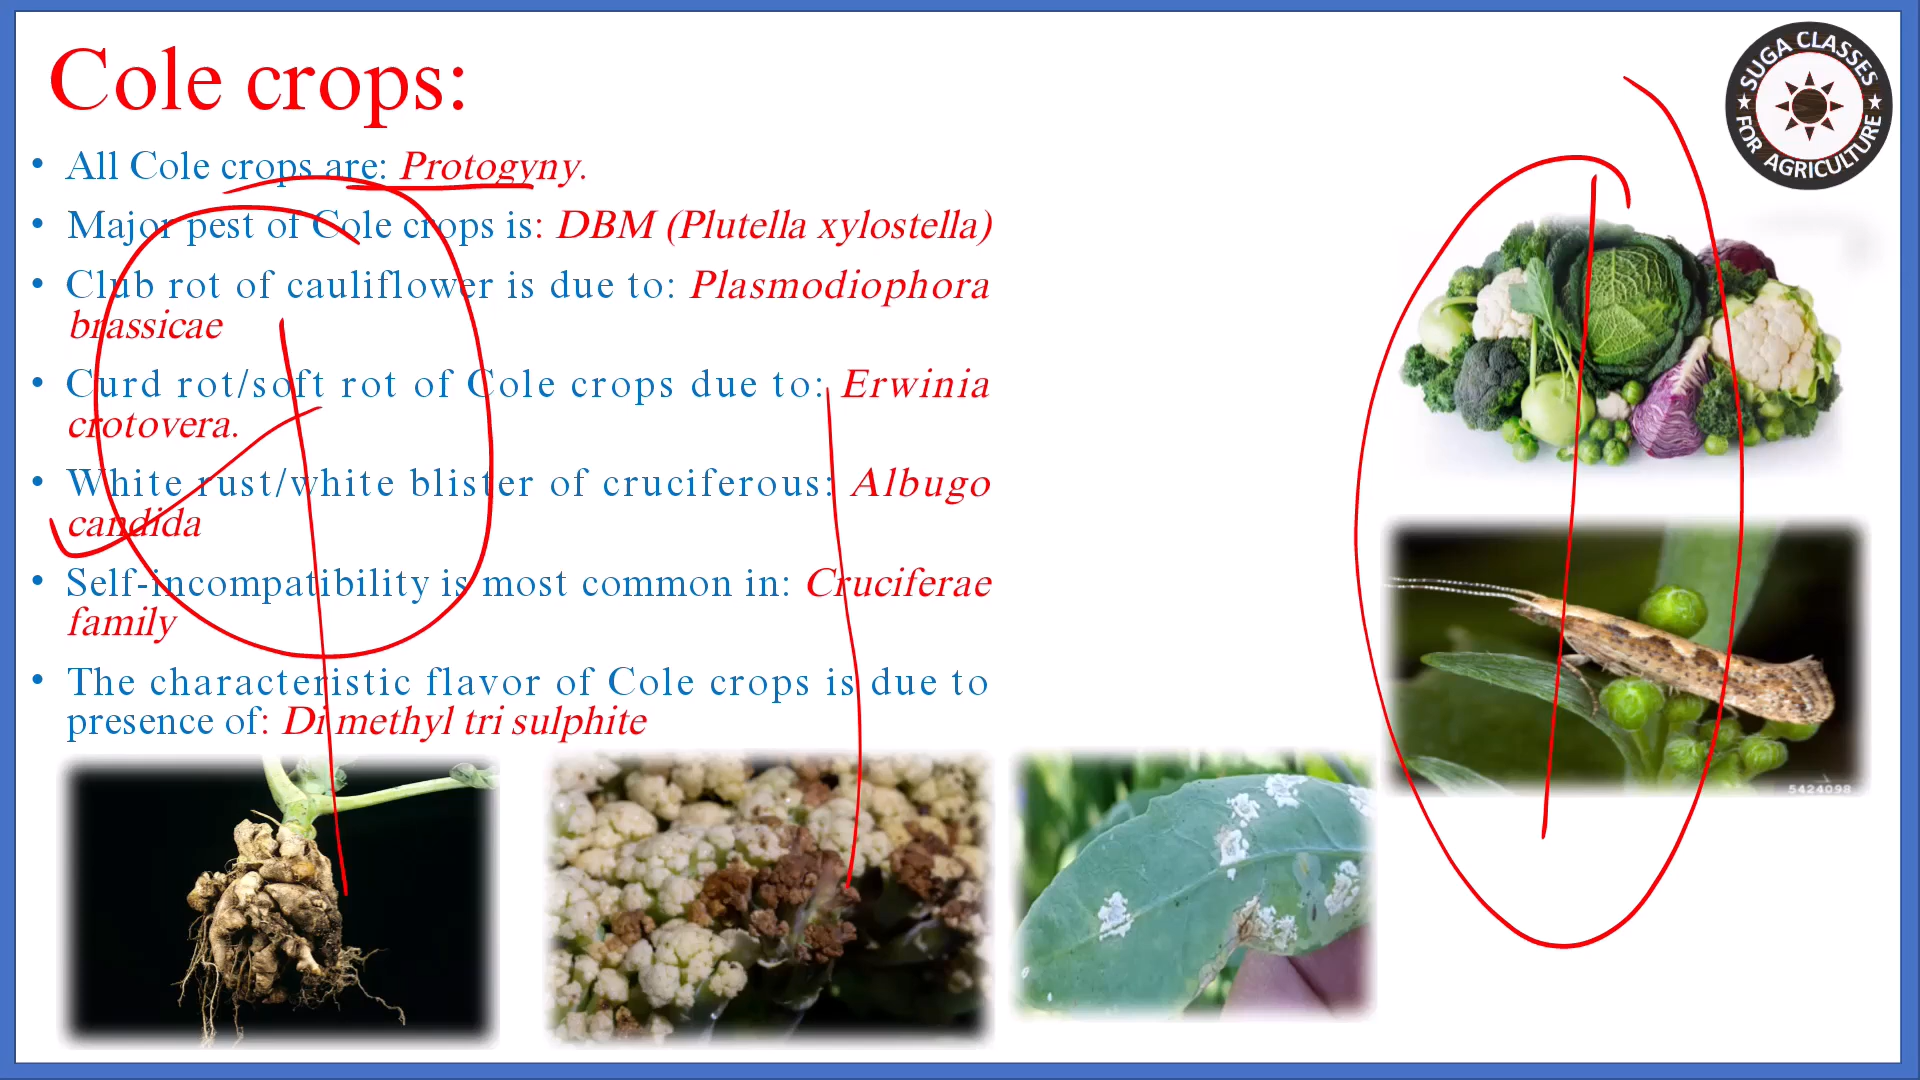 Cole crops:
SUGA CLASSES
FOR AGRICULTURE
• All Cole crops are: Protogyny.
• Major pest of Cole crops is: DBM (Plutella xylostella)
• Club rot of cauliflower is due to: Plasmodiophora
brassicae
• Curd rot/soft rot of Cole crops due to: Erwinia
crotovera.
• White rust/white blister of cruciferous: Albugo
candida
• Self-incompatibility is most common in: Cruciferae
family
• The characteristic flavor of Cole crops is due to
presence of: Di methyl tri sulphite
5424098